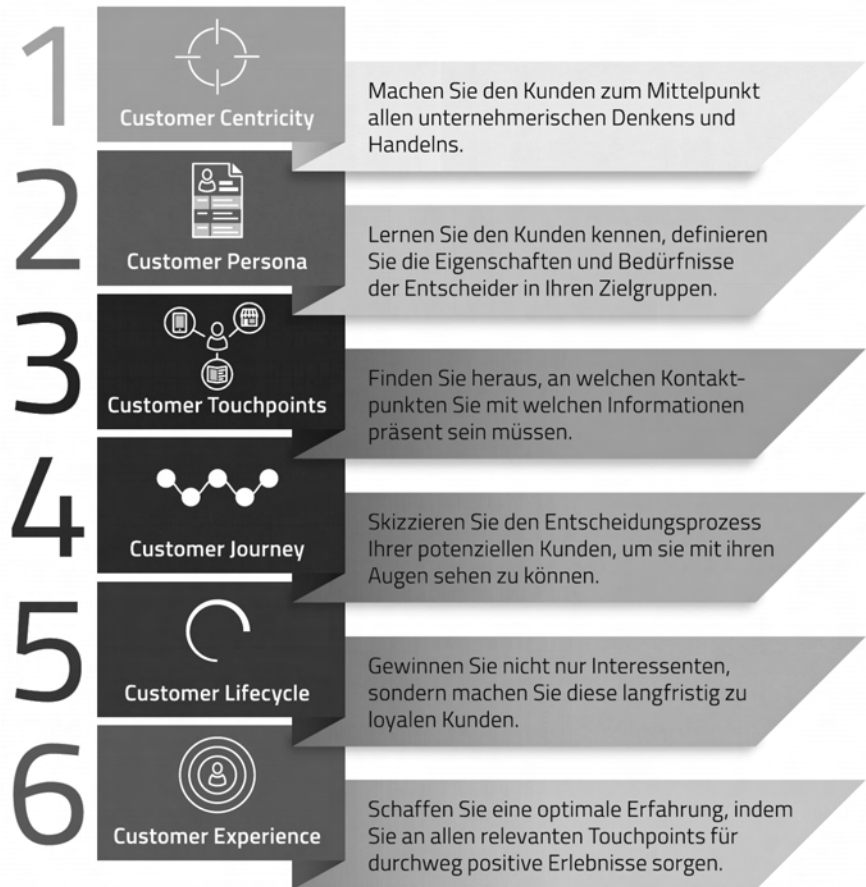 1
Customer Centricity
Machen Sie den Kunden zum Mittelpunkt
allen unternehmerischen Denkens und
Handelns.
2
Customer Persona
Lernen Sie den Kunden kennen, definieren
Sie die Eigenschaften und Bedürfnisse
der Entscheider in Ihren Zielgruppen.
3
Customer Touchpoints
Finden Sie heraus, an welchen Kontakt-
punkten Sie mit welchen Informationen
präsent sein müssen.
4
Customer Journey
Skizzieren Sie den Entscheidungsprozess
Ihrer potenziellen Kunden, um sie mit ihren
Augen sehen zu können.
5
Customer Lifecycle
Gewinnen Sie nicht nur Interessenten,
sondern machen Sie diese langfristig zu
loyalen Kunden.
6
Customer Experience
Schaffen Sie eine optimale Erfahrung, indem
Sie an allen relevanten Touchpoints für
durchweg positive Erlebnisse sorgen.